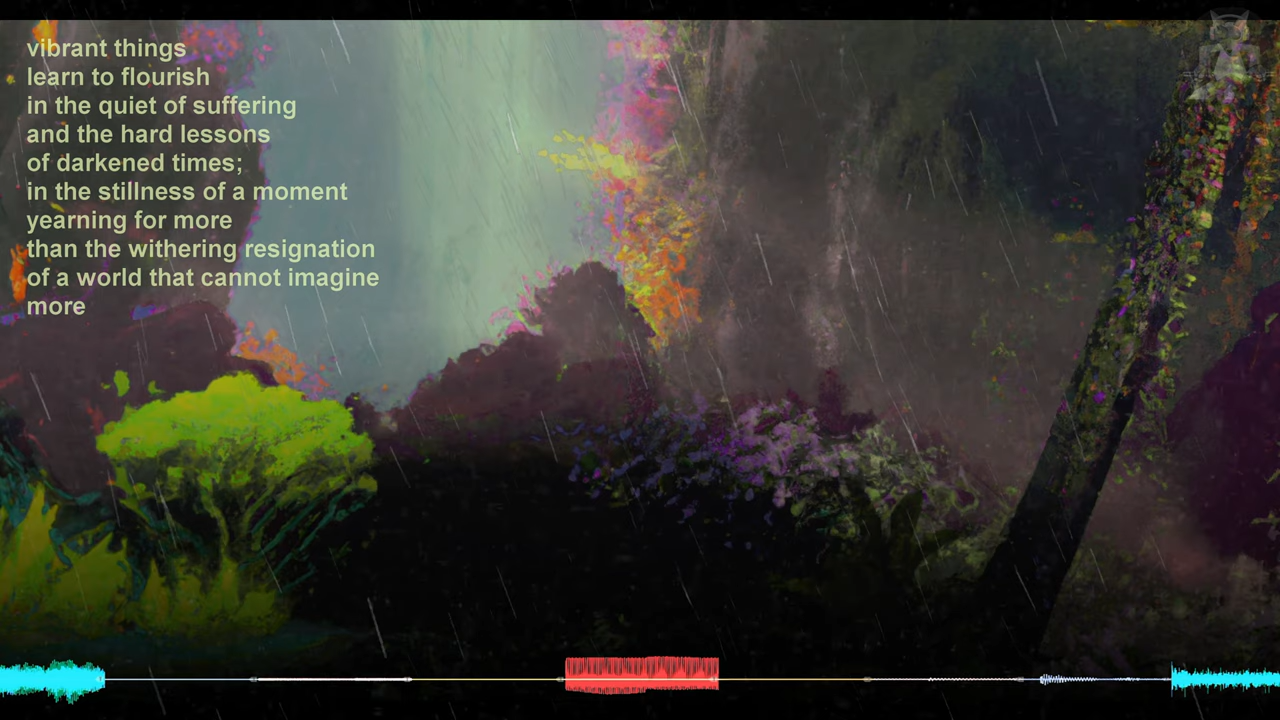 vibrant things
learn to flourish
in the quiet of suffering
and the hard lessons
of darkened times;
in the stillness of a moment
yearning for more
than the withering resignation
of a world that cannot imagine
more